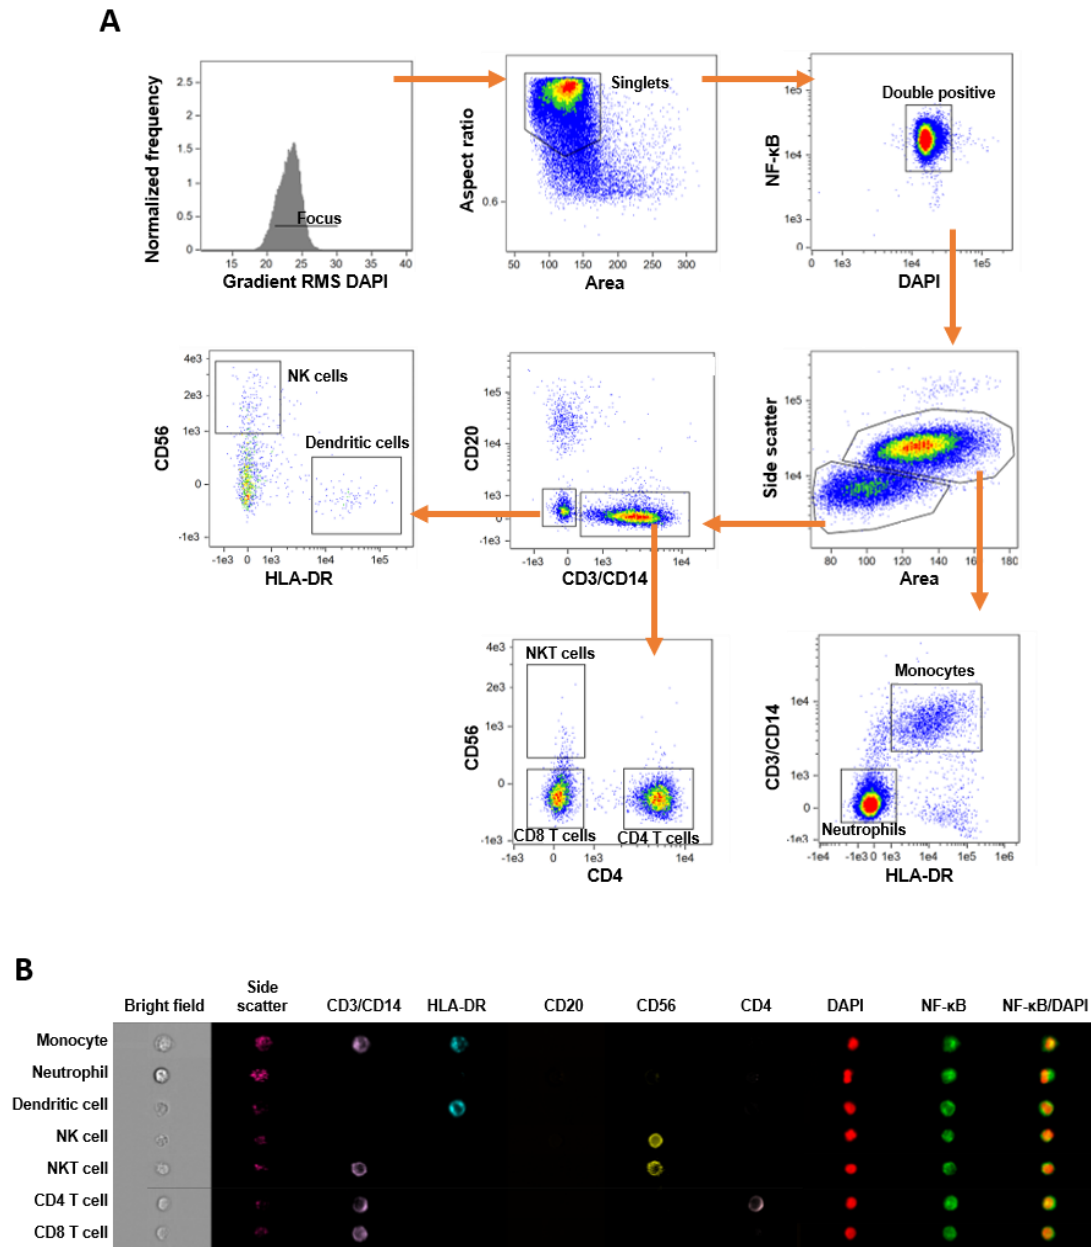 A
Normalized frequency
2.5
2
1.5
1
0.5
0
Focus
15 20 25 30 35 40
Gradient RMS DAPI
Aspect ratio
0.6
Singlets
50 100 150 200 250 300
Area
NF-κB
1e5
1e4
1e3
0
Double positive
0 1e3 1e5
DAPI
CD56
4e3
2e3
1e3
0
-1e3
NK cells
Dendritic cells
-1e3 0 1e3 1e4 1e5
HLA-DR
CD20
1e5
1e4
1e3
0
-1e3
-1e3 0 1e4
CD3/CD14
Side scatter
1e5
1e4
80 100 120 140 160 180
Area
CD56
4e3
2e3
1e3
0
-1e3
NKT cells
CD8 T cells
CD4 T cells
-1e3 0 1e3 1e4
CD4
CD3/CD14
1e4
1e3
0
-1e3
Monocytes
Neutrophils
-1e4 -1e3 0 1e3 1e4 1e5 1e6
HLA-DR
B
Bright field
Side
scatter
CD3/CD14
HLA-DR
CD20
CD56
CD4
DAPI
NF-κB
NF-κB/DAPI
Monocyte
Neutrophil
Dendritic cell
NK cell
NKT cell
CD4 T cell
CD8 T cell